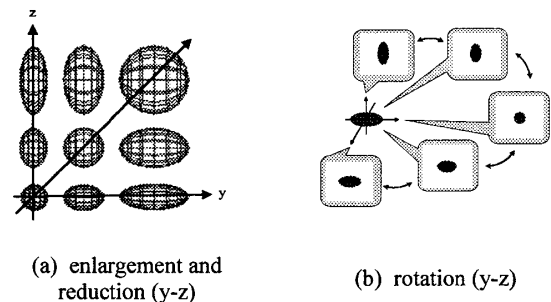 z
y
(a) enlargement and
reduction (y-z)
(b) rotation (y-z)